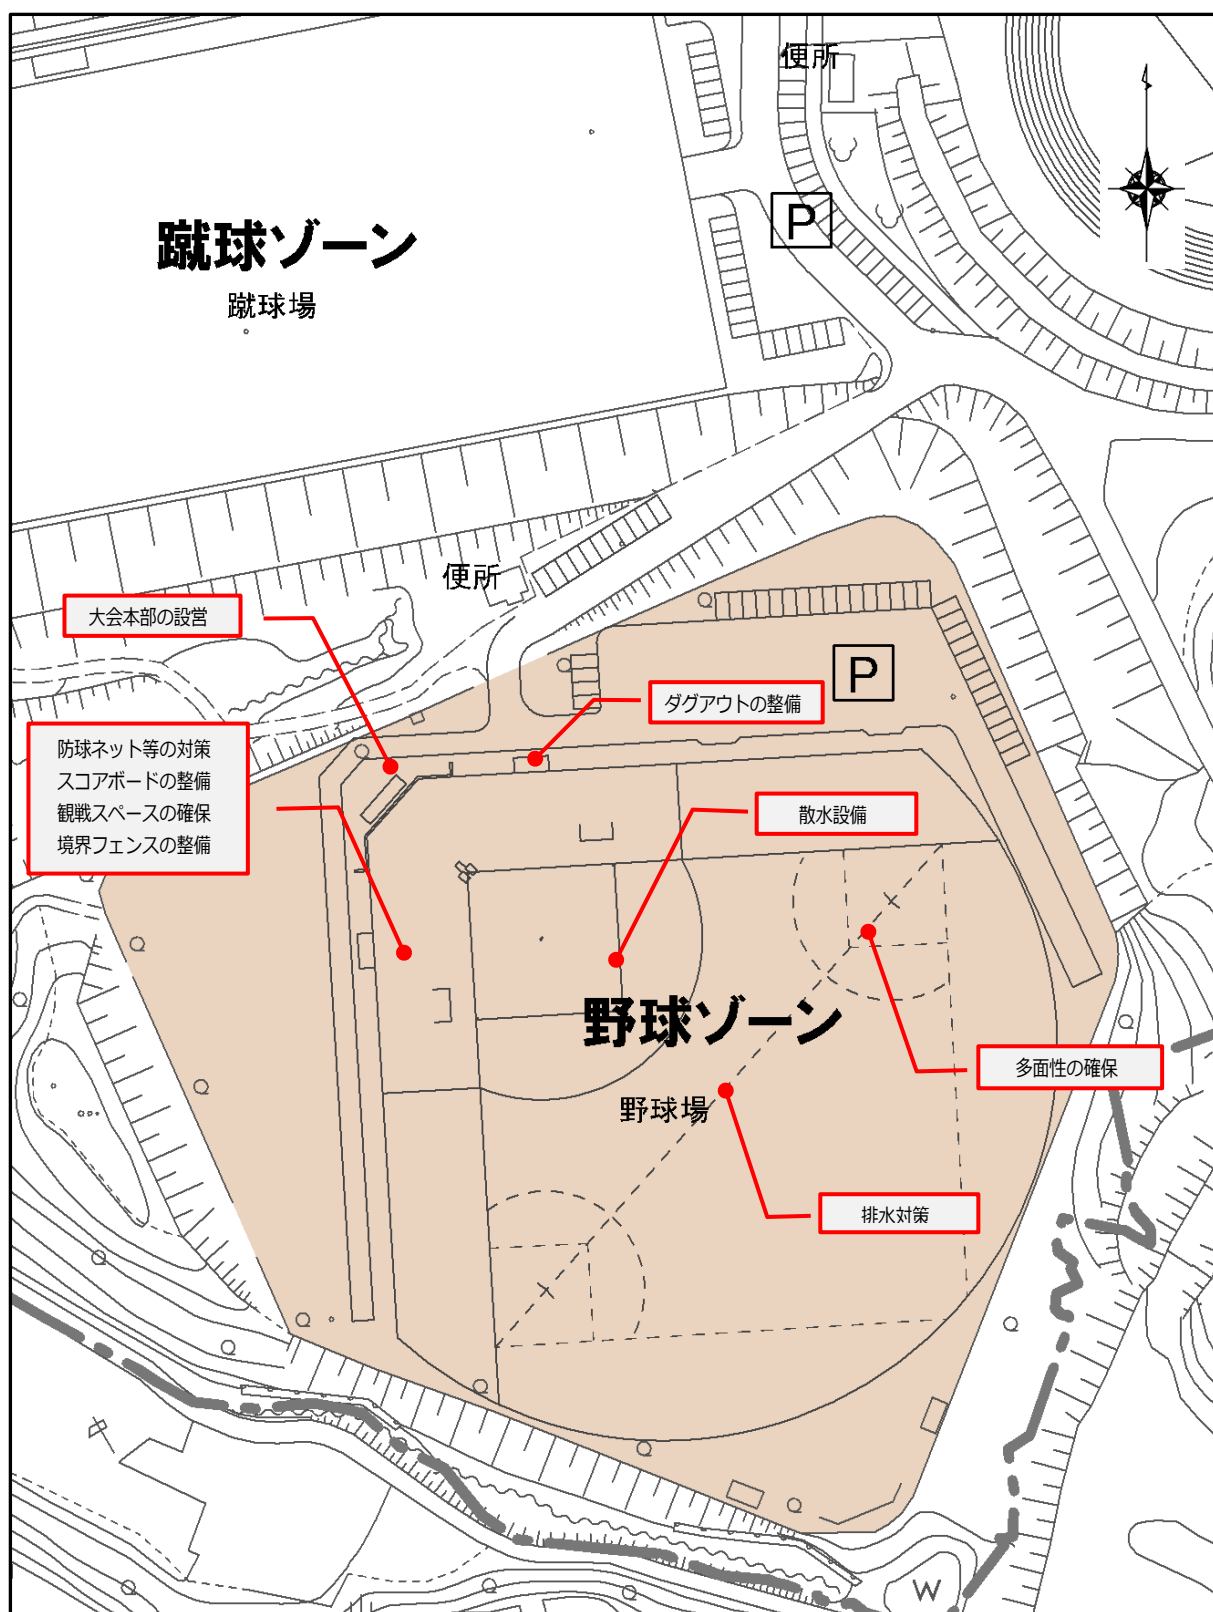 便所
P
蹴球ゾーン
蹴球場
便所
大会本部の設営
P
ダグアウトの整備
防球ネット等の対策
スコアボードの整備
観戦スペースの確保
境界フェンスの整備
散水設備
野球ゾーン
多面性の確保
野球場
排水対策
W